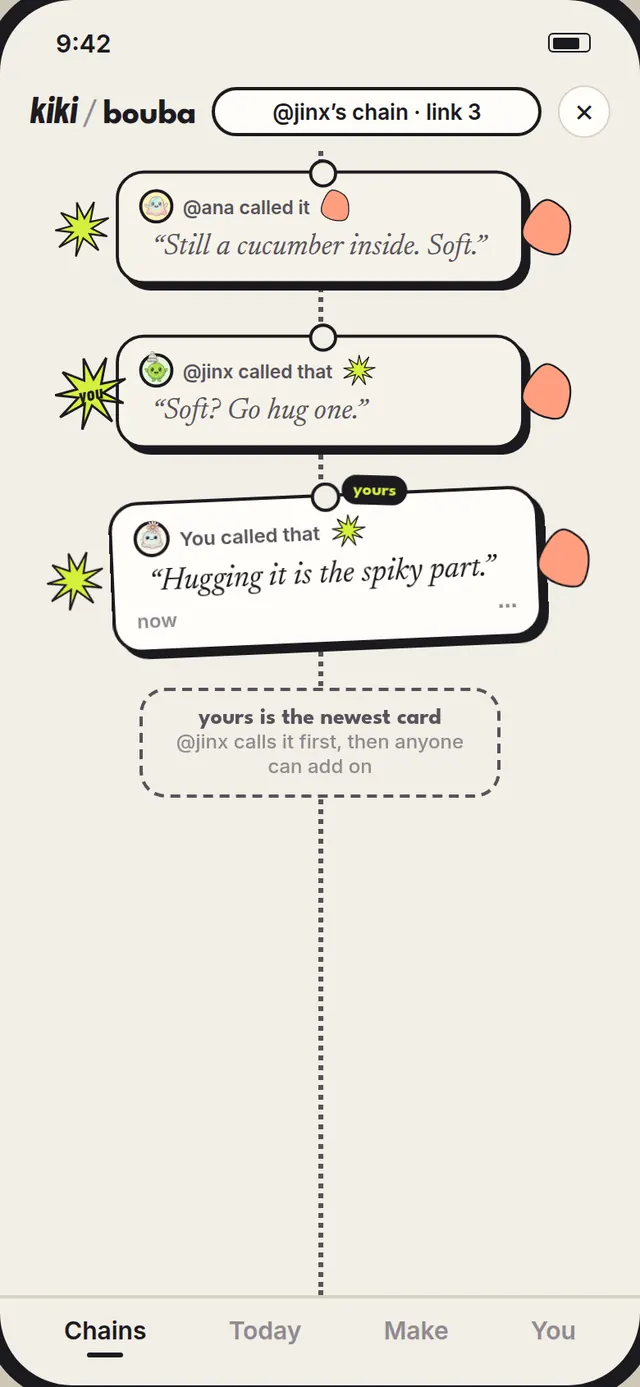 9:42
kiki / bouba
@jinx’s chain · link 3
@ana called it
“Still a cucumber inside. Soft.”
@jinx called that
you
“Soft? Go hug one.”
yours
You called that
“Hugging it is the spiky part.”
now
...
yours is the newest card
@jinx calls it first, then anyone
can add on
Chains
Today
Make
You